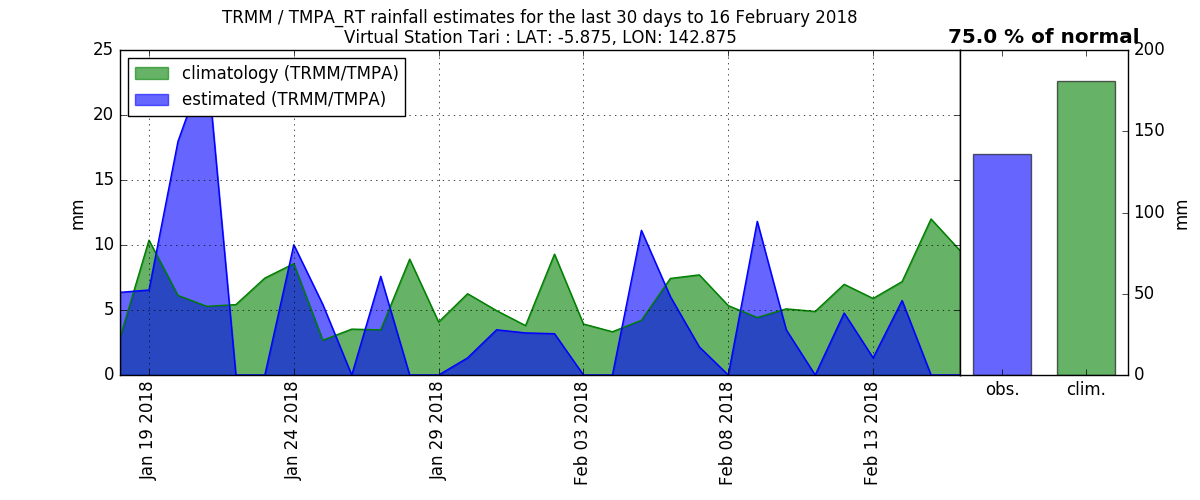 TRMM / TMPA_RT rainfall estimates for the last 30 days to 16 February 2018
Virtual Station Tari : LAT: -5.875, LON: 142.875
75.0 % of normal
climatology (TRMM/TMPA)
estimated (TRMM/TMPA)
25
20
15
10
5
0
mm
Jan 19 2018
Jan 24 2018
Jan 29 2018
Feb 03 2018
Feb 08 2018
Feb 13 2018
200
150
100
50
0
mm
obs.
clim.